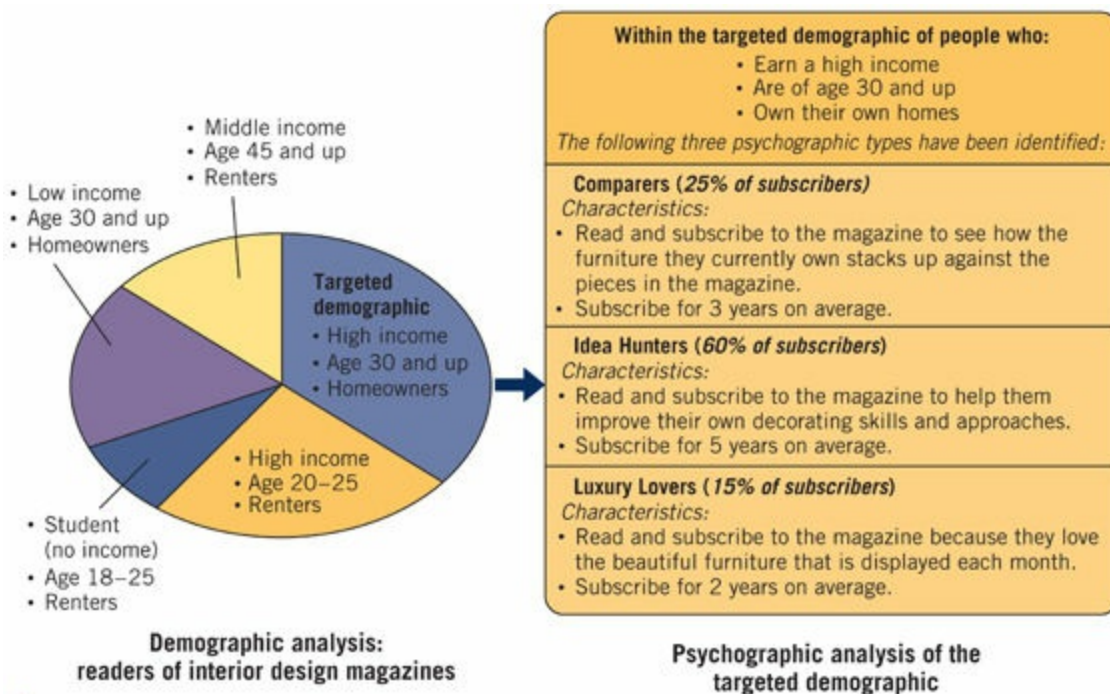 • Middle income
• Age 45 and up
• Renters
• Low income
• Age 30 and up
• Homeowners
Targeted
demographic
• High income
• Age 30 and up
• Homeowners
• High income
• Age 20–25
• Renters
• Student
(no income)
• Age 18–25
• Renters
Demographic analysis:
readers of interior design magazines
Within the targeted demographic of people who:
• Earn a high income
• Are of age 30 and up
• Own their own homes
The following three psychographic types have been identified:
Comparers (25% of subscribers)
Characteristics:
• Read and subscribe to the magazine to see how the
furniture they currently own stacks up against the
pieces in the magazine.
• Subscribe for 3 years on average.
Idea Hunters (60% of subscribers)
Characteristics:
• Read and subscribe to the magazine to help them
improve their own decorating skills and approaches.
• Subscribe for 5 years on average.
Luxury Lovers (15% of subscribers)
Characteristics:
• Read and subscribe to the magazine because they love
the beautiful furniture that is displayed each month.
• Subscribe for 2 years on average.
Psychographic analysis of the
targeted demographic